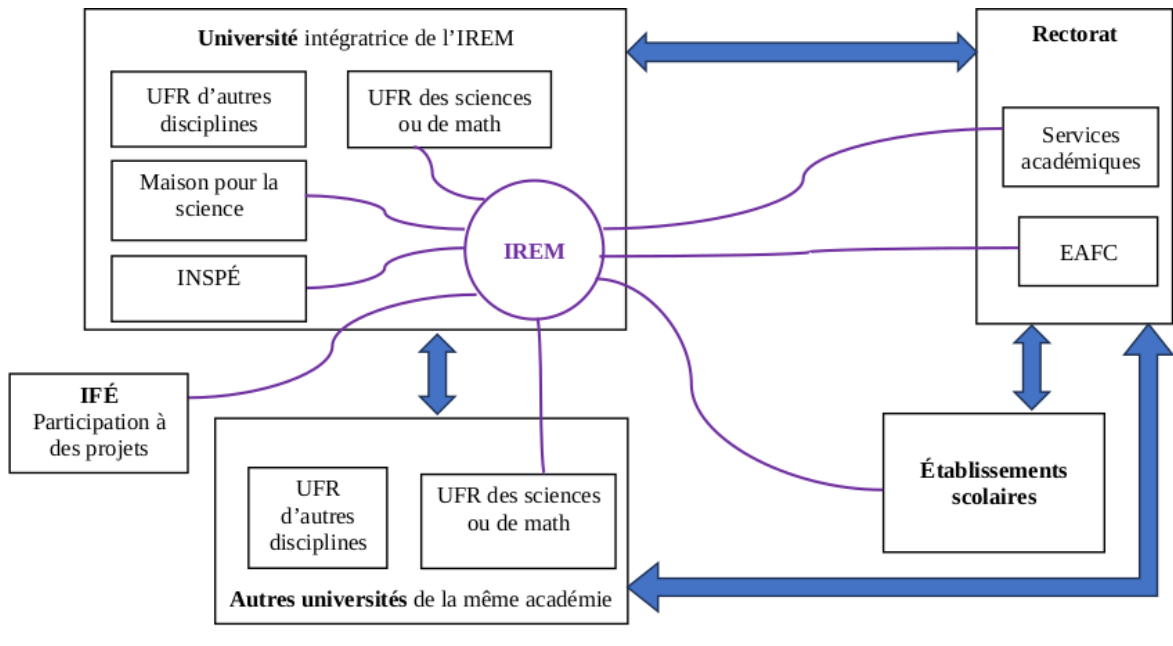 Université intégratrice de l’IREM
UFR d’autres
disciplines
UFR des sciences
ou de math
Maison pour la
science
INSPÉ
IREM
Rectorat
Services
académiques
EAFC
IFÉ
Participation à
des projets
UFR
d’autres
disciplines
UFR des sciences
ou de math
Autres universités de la même académie
Établissements
scolaires